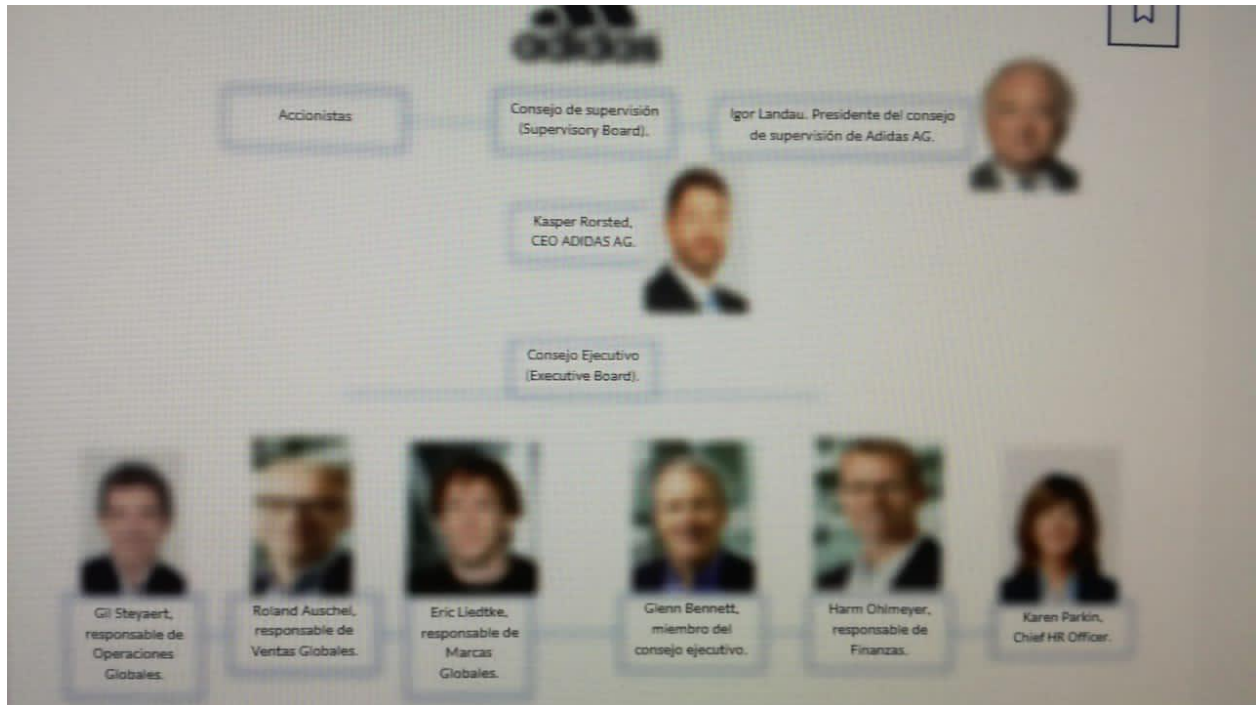 adidas
Accionistas
Consejo de supervisión
(Supervisory Board).
Igor Landau. Presidente del consejo
de supervisión de Adidas AG.
Kasper Rorsted,
CEO ADIDAS AG.
Consejo Ejecutivo
(Executive Board).
Gil Steyaert,
responsable de
Operaciones
Globales.
Roland Auschel,
responsable de
Ventas Globales.
Eric Liedtke,
responsable de
Marcas
Globales.
Glenn Bennett,
miembro del
consejo ejecutivo.
Harm Ohlmeyer,
responsable de
Finanzas.
Karen Parkin,
Chief HR Officer.